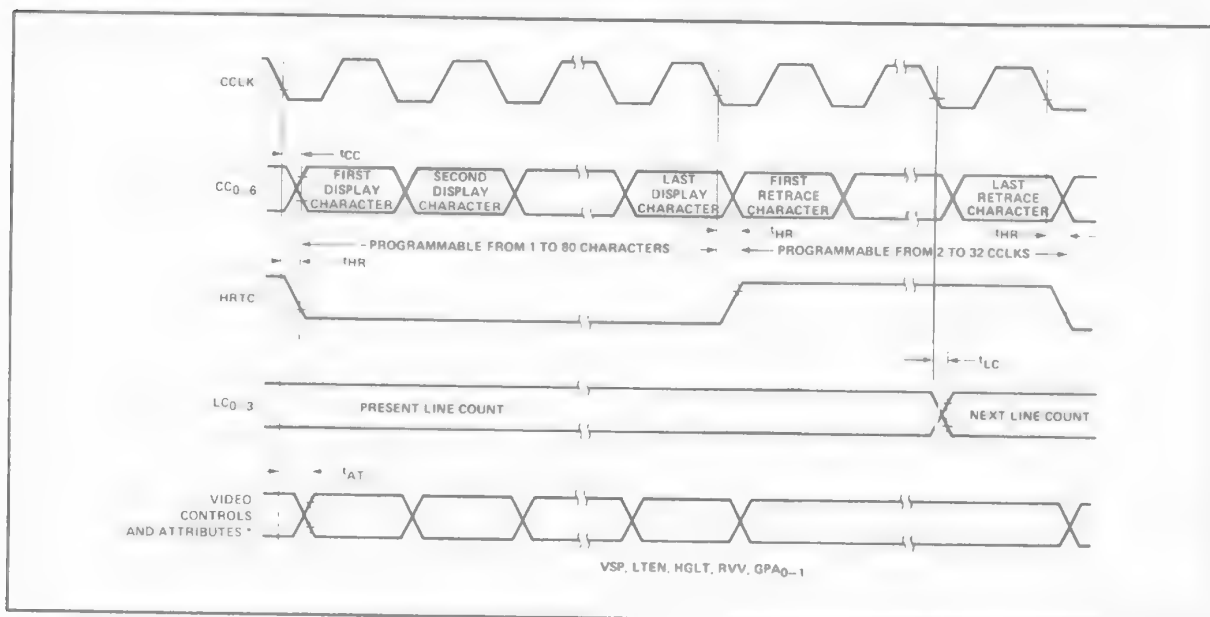 CCLK
tCC
CC0-6
FIRST
DISPLAY
CHARACTER
SECOND
DISPLAY
CHARACTER
LAST
DISPLAY
CHARACTER
FIRST
RETRACE
CHARACTER
LAST
RETRACE
CHARACTER
tHR
tHR
PROGRAMMABLE FROM 1 TO 80 CHARACTERS
PROGRAMMABLE FROM 2 TO 32 CCLKS
tHR
HRTC
tLC
LC0-3
PRESENT LINE COUNT
NEXT LINE COUNT
tAT
VIDEO
CONTROLS
AND ATTRIBUTES *
VSP, LTEN, HGLT, RVV, GPA0-1